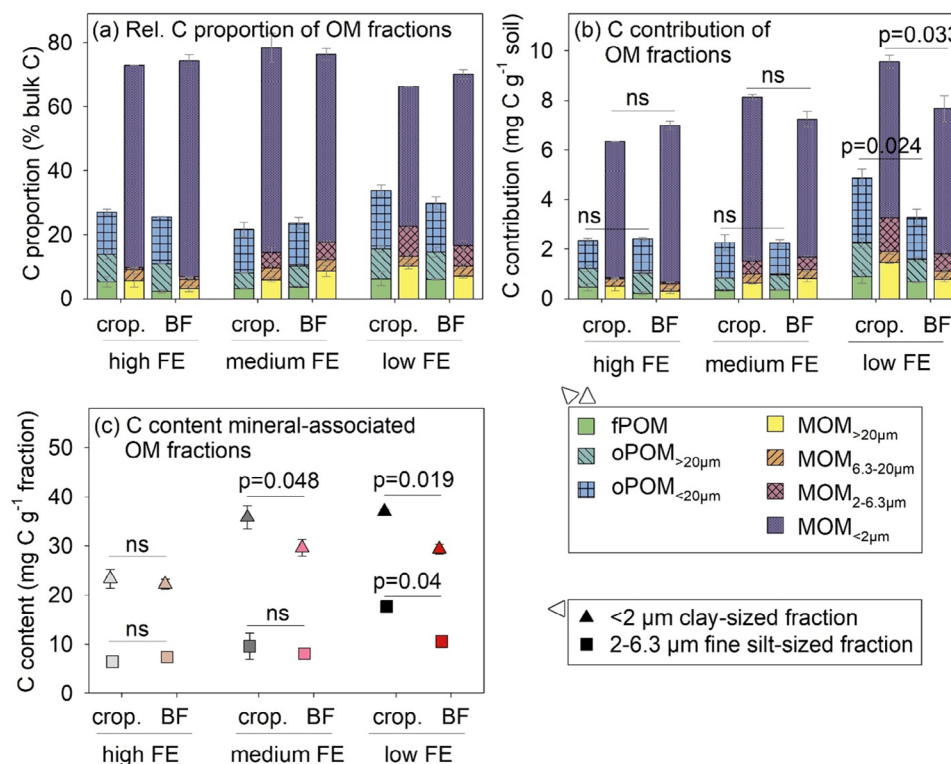 (a) Rel. C proportion of OM fractions
C proportion (% bulk C)
80
60
40
20
0
crop. BF crop. BF crop. BF
high FE medium FE low FE
(b) C contribution of
OM fractions
C contribution (mg C g⁻¹ soil)
10
8
6
4
2
0
p=0.033
ns
ns
p=0.024
ns
ns
crop. BF crop. BF crop. BF
high FE medium FE low FE
(c) C content mineral-associated
OM fractions
C content (mg C g⁻¹ fraction)
50
40
30
20
10
0
p=0.048
p=0.019
ns
p=0.04
ns
ns
crop. BF crop. BF crop. BF
high FE medium FE low FE
fPOM
oPOM>20µm
oPOM<20µm
MOM>20µm
MOM6.3-20µm
MOM2-6.3µm
MOM<2µm
<2 µm clay-sized fraction
2-6.3 µm fine silt-sized fraction